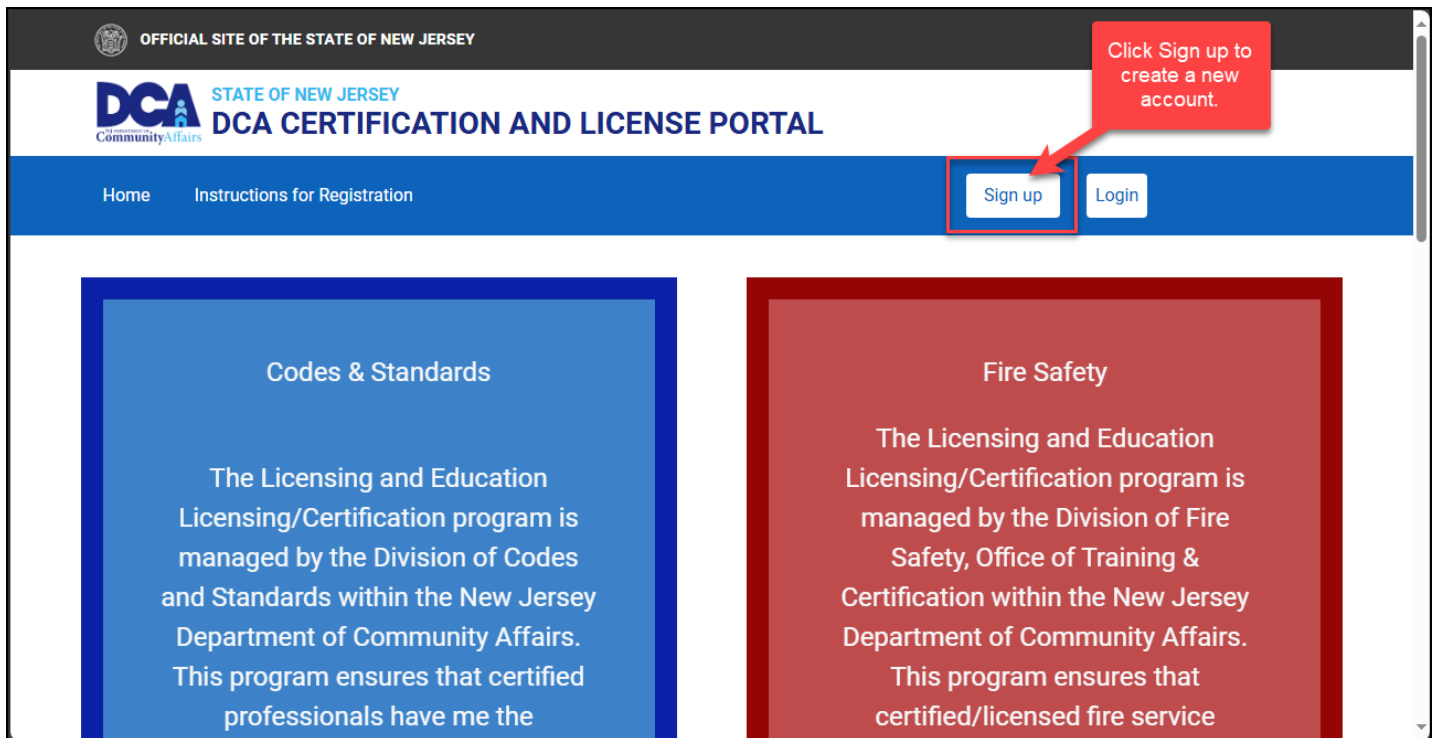 OFFICIAL SITE OF THE STATE OF NEW JERSEY
Click Sign up to
create a new
account.
DCA
NJ DEPARTMENT OF
CommunityAffairs
STATE OF NEW JERSEY
DCA CERTIFICATION AND LICENSE PORTAL
Home
Instructions for Registration
Sign up
Login
Codes & Standards
The Licensing and Education
Licensing/Certification program is
managed by the Division of Codes
and Standards within the New Jersey
Department of Community Affairs.
This program ensures that certified
professionals have me the
Fire Safety
The Licensing and Education
Licensing/Certification program is
managed by the Division of Fire
Safety, Office of Training &
Certification within the New Jersey
Department of Community Affairs.
This program ensures that
certified/licensed fire service